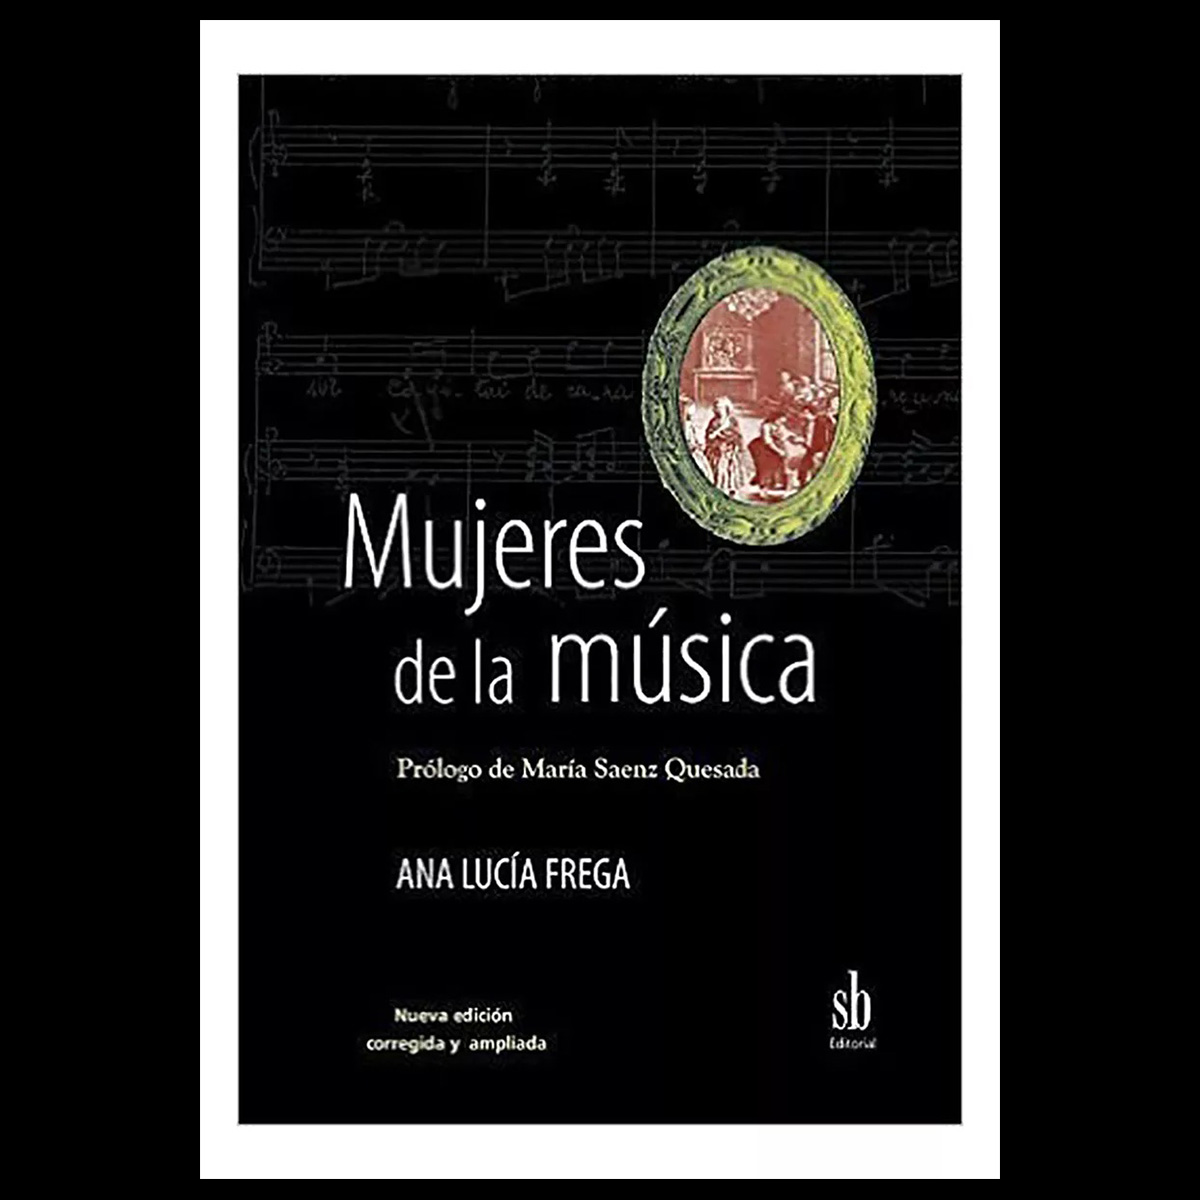 Mujeres
de la música
Prólogo de María Saenz Quesada
ANA LUCÍA FREGA
Nueva edición
corregida y ampliada
sb
Editorial